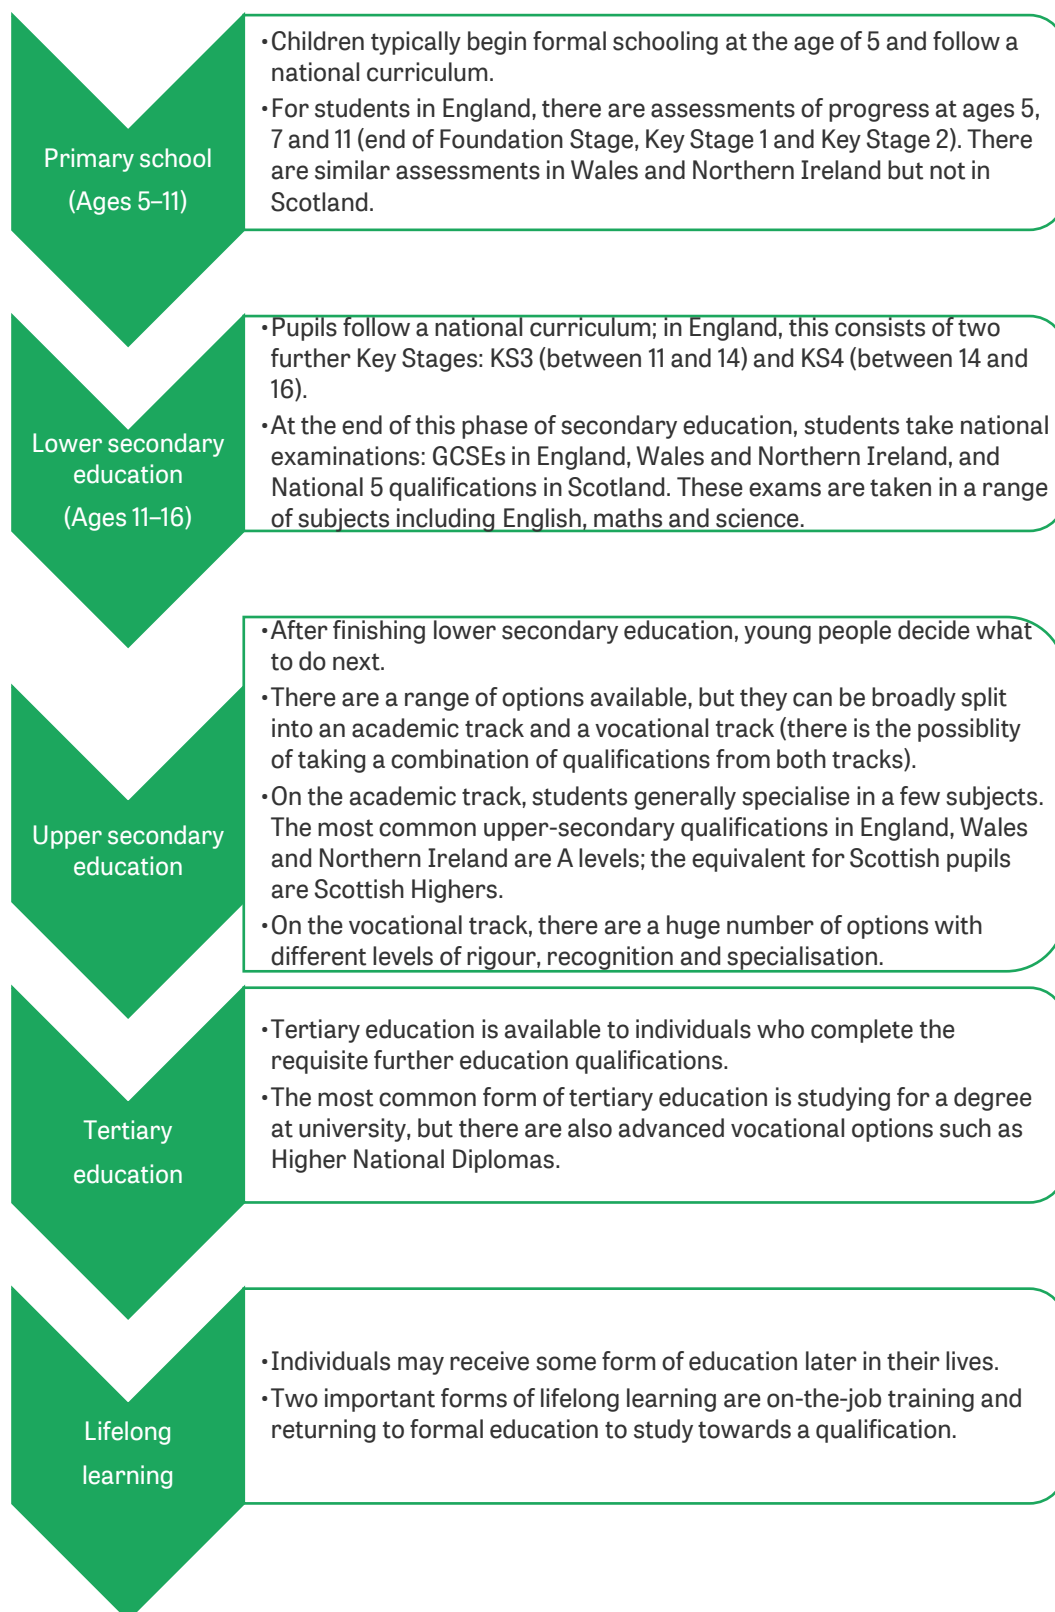 Primary school
(Ages 5–11)
•Children typically begin formal schooling at the age of 5 and follow a
national curriculum.
•For students in England, there are assessments of progress at ages 5,
7 and 11 (end of Foundation Stage, Key Stage 1 and Key Stage 2). There
are similar assessments in Wales and Northern Ireland but not in
Scotland.
Lower secondary
education
(Ages 11–16)
•Pupils follow a national curriculum; in England, this consists of two
further Key Stages: KS3 (between 11 and 14) and KS4 (between 14 and
16).
•At the end of this phase of secondary education, students take national
examinations: GCSEs in England, Wales and Northern Ireland, and
National 5 qualifications in Scotland. These exams are taken in a range
of subjects including English, maths and science.
Upper secondary
education
•After finishing lower secondary education, young people decide what
to do next.
•There are a range of options available, but they can be broadly split
into an academic track and a vocational track (there is the possiblity
of taking a combination of qualifications from both tracks).
•On the academic track, students generally specialise in a few subjects.
The most common upper-secondary qualifications in England, Wales
and Northern Ireland are A levels; the equivalent for Scottish pupils
are Scottish Highers.
•On the vocational track, there are a huge number of options with
different levels of rigour, recognition and specialisation.
Tertiary
education
•Tertiary education is available to individuals who complete the
requisite further education qualifications.
•The most common form of tertiary education is studying for a degree
at university, but there are also advanced vocational options such as
Higher National Diplomas.
Lifelong
learning
•Individuals may receive some form of education later in their lives.
•Two important forms of lifelong learning are on-the-job training and
returning to formal education to study towards a qualification.